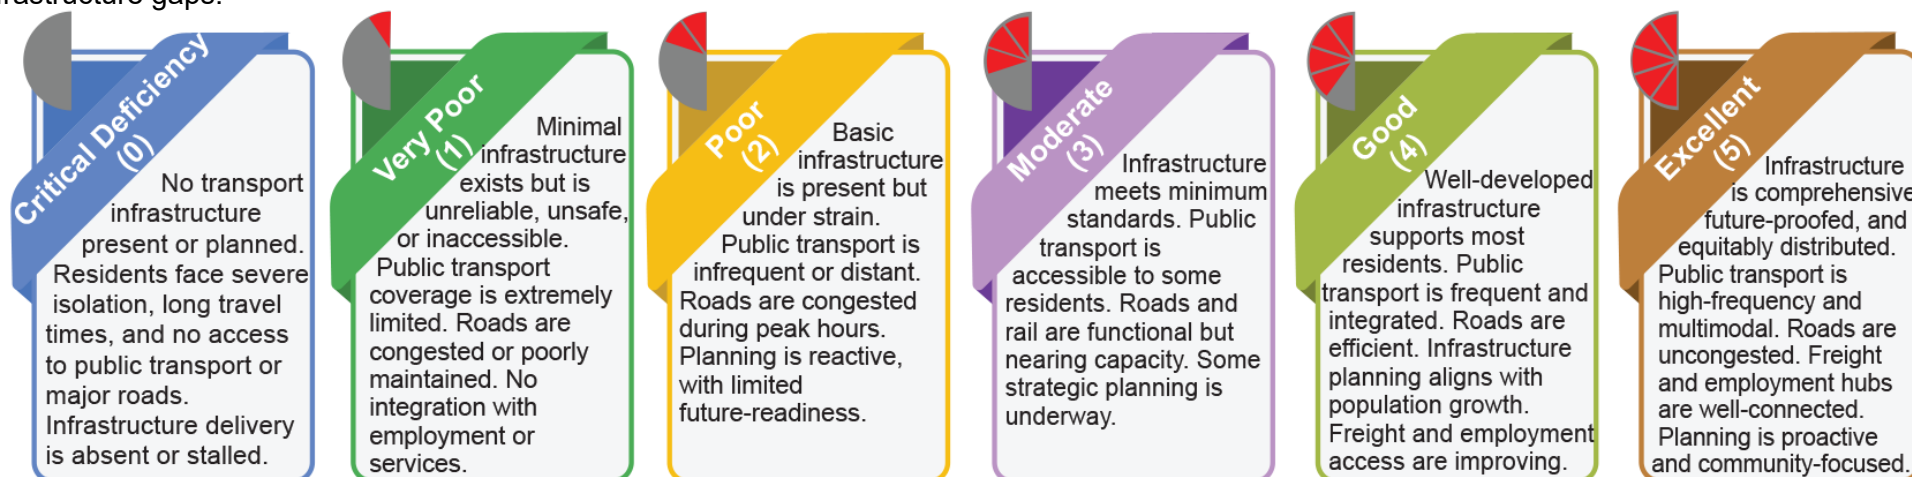 frastructure gaps.
Critical Deficiency
(0)
No transport
infrastructure
present or planned.
Residents face severe
isolation, long travel
times, and no access
to public transport or
major roads.
Infrastructure delivery
is absent or stalled.
Very Poor
(1)
Minimal
infrastructure
exists but is
unreliable, unsafe,
or inaccessible.
Public transport
coverage is extremely
limited. Roads are
congested or poorly
maintained. No
integration with
employment or
services.
Poor
(2)
Basic
infrastructure
is present but
under strain.
Public transport is
infrequent or distant.
Roads are congested
during peak hours.
Planning is reactive,
with limited
future-readiness.
Moderate
(3)
Infrastructure
meets minimum
standards. Public
transport is
accessible to some
residents. Roads and
rail are functional but
nearing capacity. Some
strategic planning is
underway.
Good
(4)
Well-developed
infrastructure
supports most
residents. Public
transport is frequent and
integrated. Roads are
efficient. Infrastructure
planning aligns with
population growth.
Freight and employment
access are improving.
Excellent
(5)
Infrastructure
is comprehensive
future-proofed, and
equitably distributed.
Public transport is
high-frequency and
multimodal. Roads are
uncongested. Freight
and employment hubs
are well-connected.
Planning is proactive
and community-focused.